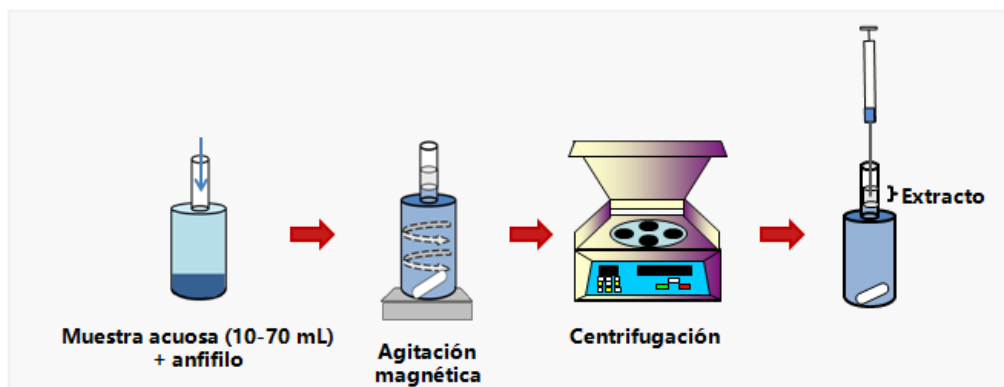 Muestra acuosa (10-70 mL)
+ anfifilo
Agitación
magnética
Centrifugación
Extracto